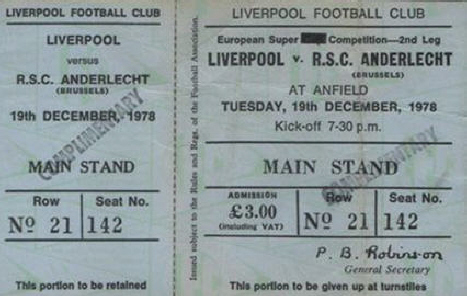 LIVERPOOL FOOTBALL CLUB
LIVERPOOL
versus
R.S.C. ANDERLECHT
(BRUSSELS)
19th DECEMBER, 1978
COMPLIMENTARY
MAIN STAND
Row Seat No.
No 21 142
This portion to be retained
Issued subject to the Rules and Regs. of the Football Association.
LIVERPOOL FOOTBALL CLUB
European Super Competition—2nd Leg
LIVERPOOL v. R.S.C. ANDERLECHT
(BRUSSELS)
AT ANFIELD
TUESDAY, 19th DECEMBER, 1978
Kick-off 7-30 p.m.
COMPLIMENTARY
MAIN STAND
ADMISSION Row Seat No.
£3.00 No 21 142
(including VAT)
P. B. Robinson
General Secretary
This portion to be given up at turnstiles